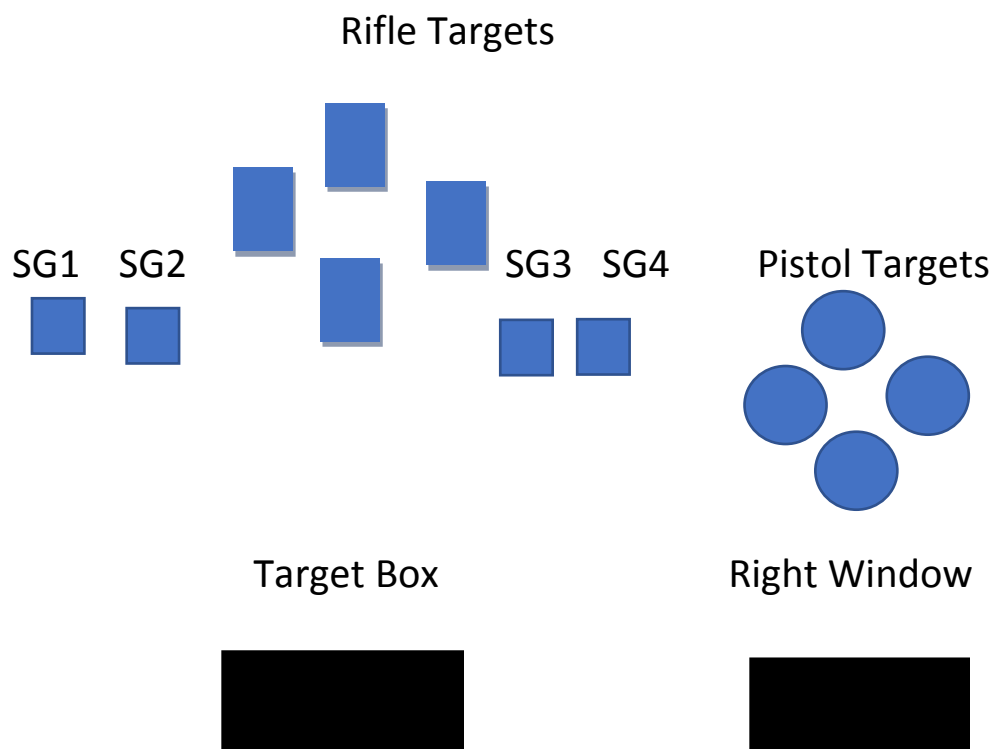 Rifle Targets
SG1 SG2 SG3 SG4 Pistol Targets
Target Box Right Window